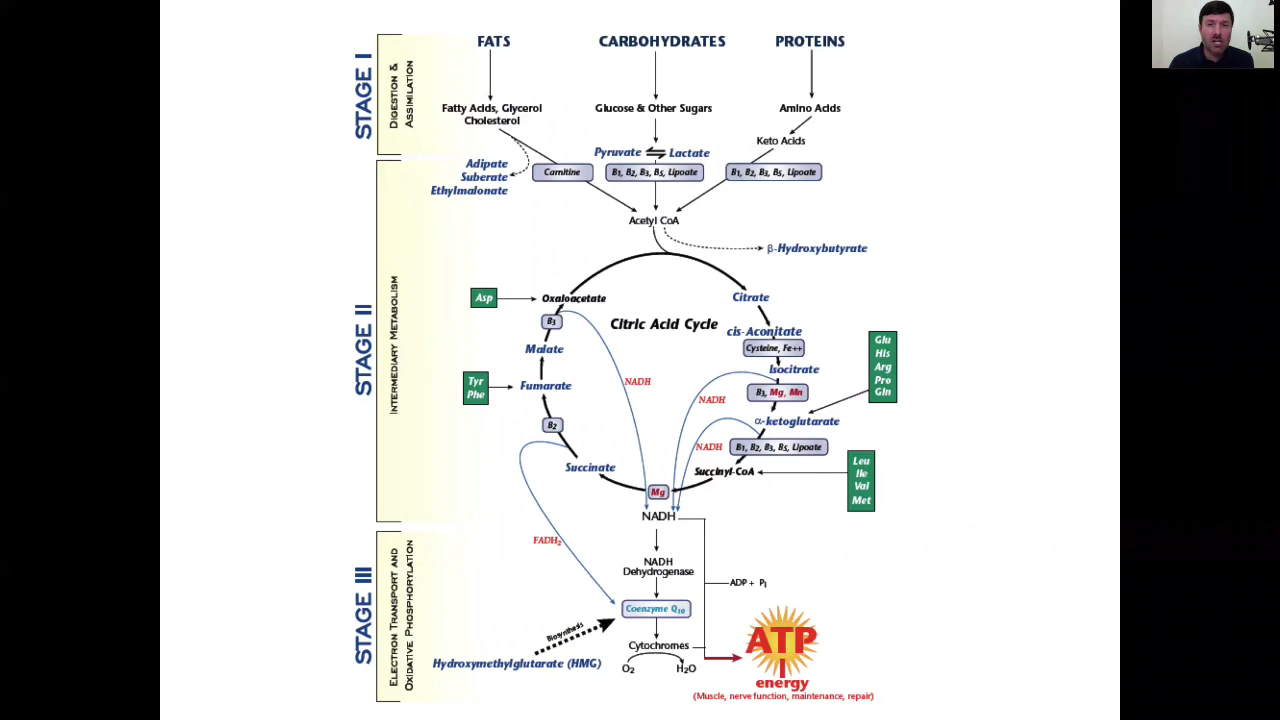 STAGE I
DIGESTION &
ASSIMILATION
FATS
CARBOHYDRATES
PROTEINS
Fatty Acids, Glycerol
Cholesterol
Glucose & Other Sugars
Amino Acids
Keto Acids
Pyruvate
Lactate
STAGE II
INTERMEDIARY METABOLISM
Adipate
Suberate
Ethylmalonate
Carnitine
B1, B2, B3, B5, Lipoate
B1, B2, B3, B5, Lipoate
Acetyl CoA
β-Hydroxybutyrate
Asp
Oxaloacetate
Citrate
B3
Citric Acid Cycle
cis-Aconitate
Malate
Cysteine, Fe++
Isocitrate
Glu
His
Arg
Pro
Gln
Tyr
Phe
Fumarate
NADH
NADH
B3, Mg, Mn
α-ketoglutarate
B2
NADH
B1, B2, B3, B5, Lipoate
Succinate
Succinyl-CoA
Leu
Ile
Val
Met
Mg
NADH
STAGE III
ELECTRON TRANSPORT AND
OXIDATIVE PHOSPHORYLATION
FADH2
NADH
Dehydrogenase
ADP + Pi
Coenzyme Q10
Biosynthesis
Hydroxymethylglutarate (HMG)
Cytochromes
O2
H2O
ATP
energy
(Muscle, nerve function, maintenance, repair)